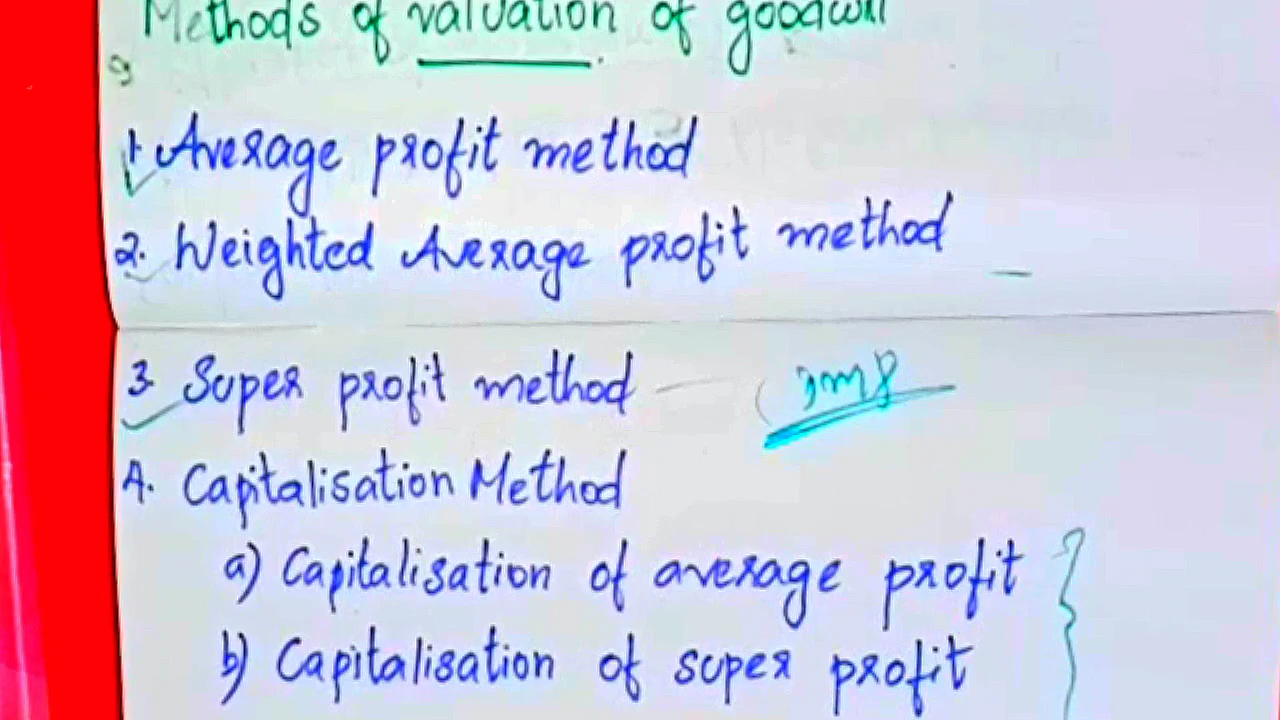 Methods of valuation of goodwill
1. Average profit method
2. Weighted Average profit method
3. Super profit method
4. Capitalisation Method
a) Capitalisation of average profit
b) Capitalisation of super profit